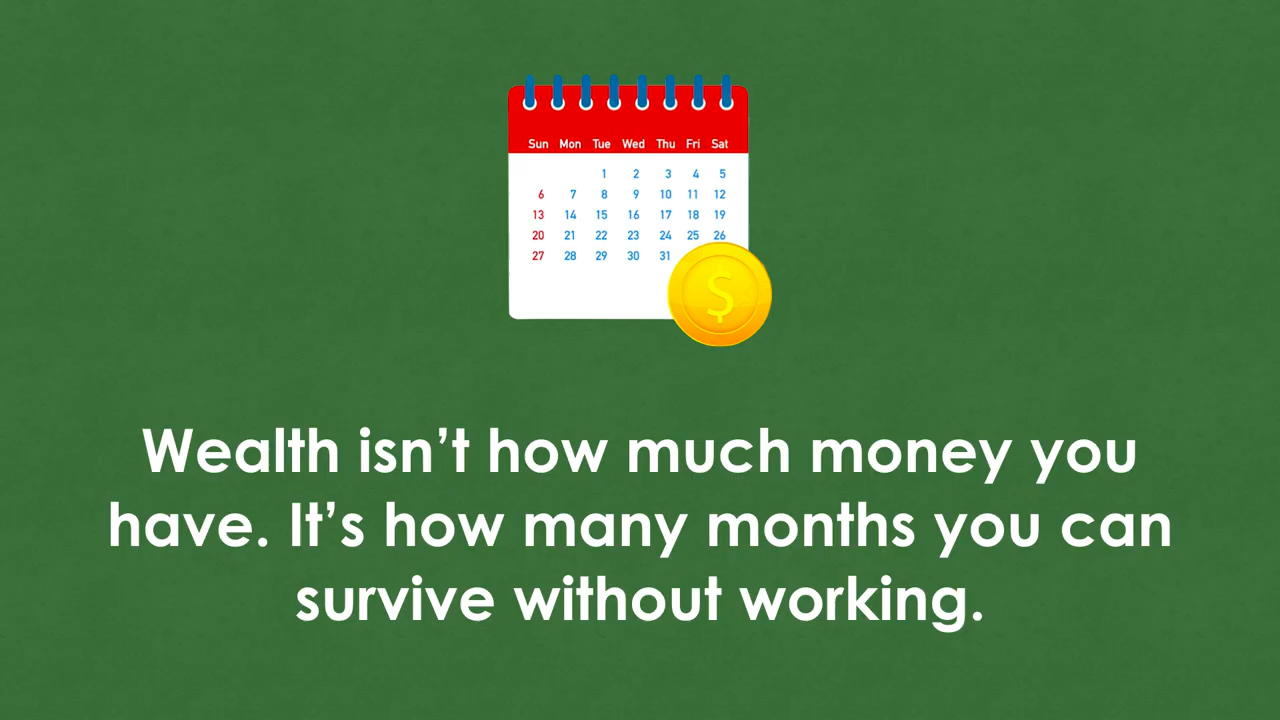 Sun Mon Tue Wed Thu Fri Sat
1 2 3 4 5
6 7 8 9 10 11 12
13 14 15 16 17 18 19
20 21 22 23 24 25 26
27 28 29 30 31
$
Wealth isn’t how much money you
have. It’s how many months you can
survive without working.